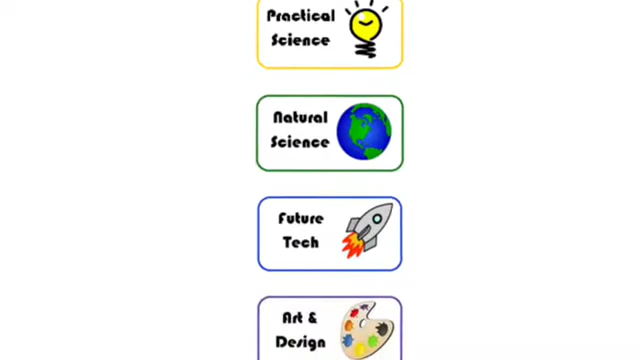 Practical
Science
Natural
Science
Future
Tech
Art &
Design